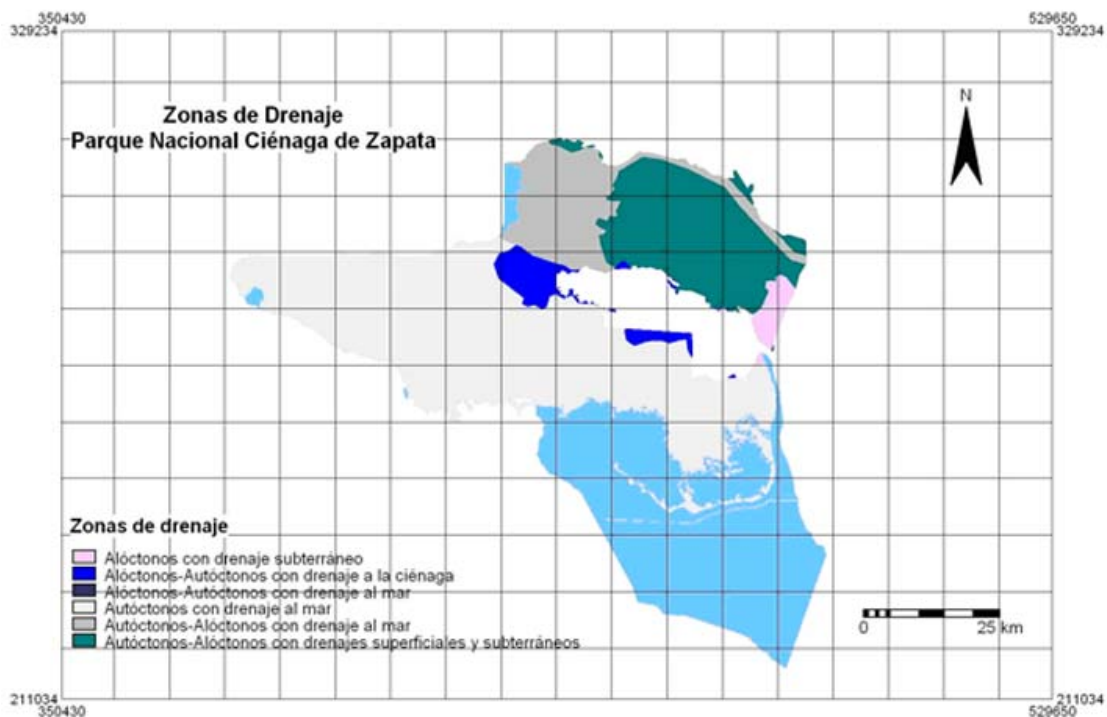 350430
529650
329234
329234
Zonas de Drenaje
Parque Nacional Ciénaga de Zapata
N
Zonas de drenaje
Alóctonos con drenaje subterráneo
Alóctonos-Autóctonos con drenaje a la ciénaga
Alóctonos-Autóctonos con drenaje al mar
Autóctonos con drenaje al mar
Autóctonos-Alóctonos con drenaje al mar
Autóctonos-Alóctonos con drenajes superficiales y subterráneos
0 25 km
211034
211034
350430
529650